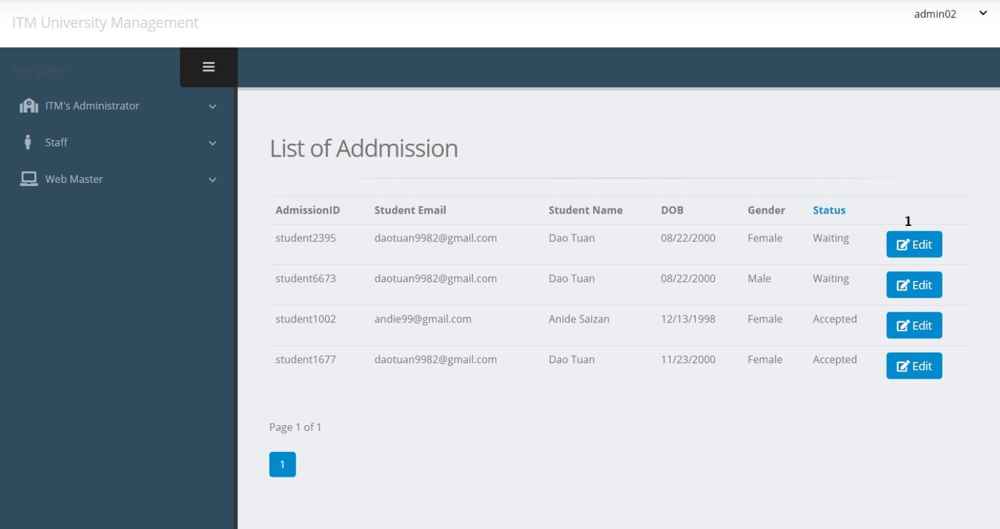 admin02
ITM University Management
Navigation
ITM's Administrator
Staff
Web Master
List of Addmission
AdmissionID Student Email Student Name DOB Gender Status
1
student2395 daotuan9982@gmail.com Dao Tuan 08/22/2000 Female Waiting Edit
student6673 daotuan9982@gmail.com Dao Tuan 08/22/2000 Male Waiting Edit
student1002 andie99@gmail.com Anide Saizan 12/13/1998 Female Accepted Edit
student1677 daotuan9982@gmail.com Dao Tuan 11/23/2000 Female Accepted Edit
Page 1 of 1
1